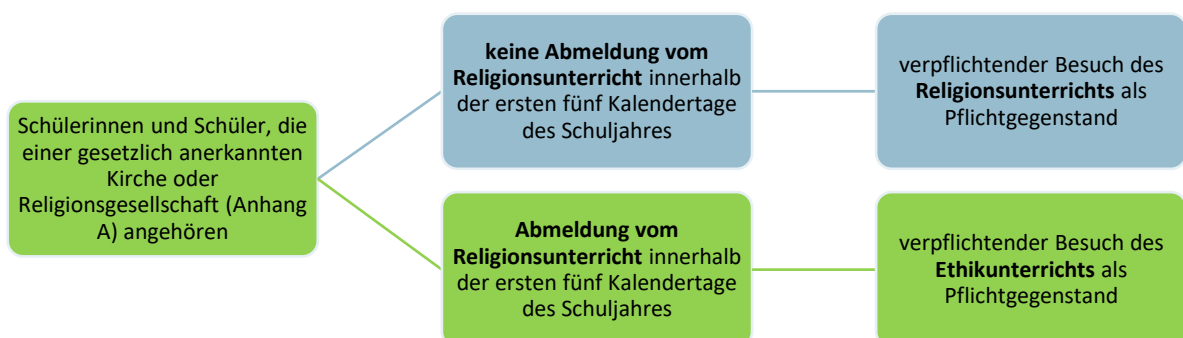 Schülerinnen und Schüler, die
einer gesetzlich anerkannten
Kirche oder
Religionsgesellschaft (Anhang
A) angehören
keine Abmeldung vom
Religionsunterricht innerhalb
der ersten fünf Kalendertage
des Schuljahres
verpflichtender Besuch des
Religionsunterrichts als
Pflichtgegenstand
Abmeldung vom
Religionsunterricht innerhalb
der ersten fünf Kalendertage
des Schuljahres
verpflichtender Besuch des
Ethikunterrichts als
Pflichtgegenstand